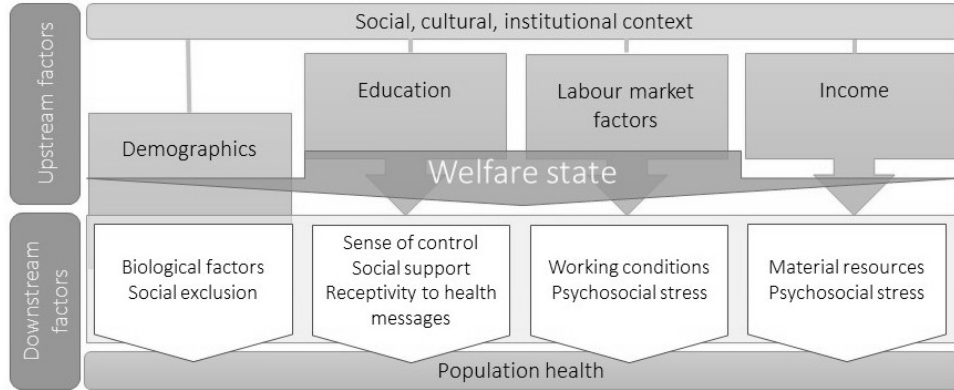 Upstream factors
Social, cultural, institutional context
Education
Labour market
factors
Income
Demographics
Welfare state
Downstream
factors
Biological factors
Social exclusion
Sense of control
Social support
Receptivity to health
messages
Working conditions
Psychosocial stress
Material resources
Psychosocial stress
Population health